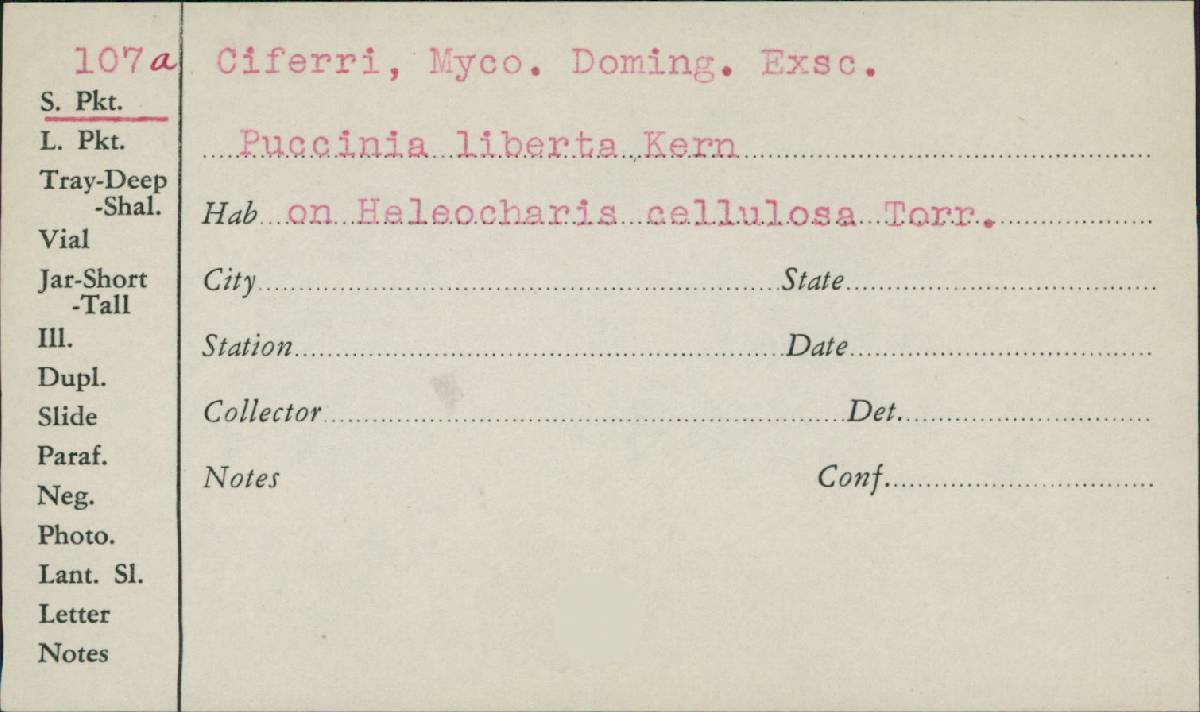 107a Ciferri, Myco. Doming. Exsc.
S. Pkt.
L. Pkt.
Puccinia liberta Kern
Tray-Deep
-Shal.
Hab on Heleocharis cellulosa Torr.
Vial
Jar-Short
-Tall
City State
Ill.
Station Date
Dupl.
Slide
Collector Det.
Paraf.
Neg.
Notes Conf.
Photo.
Lant. Sl.
Letter
Notes